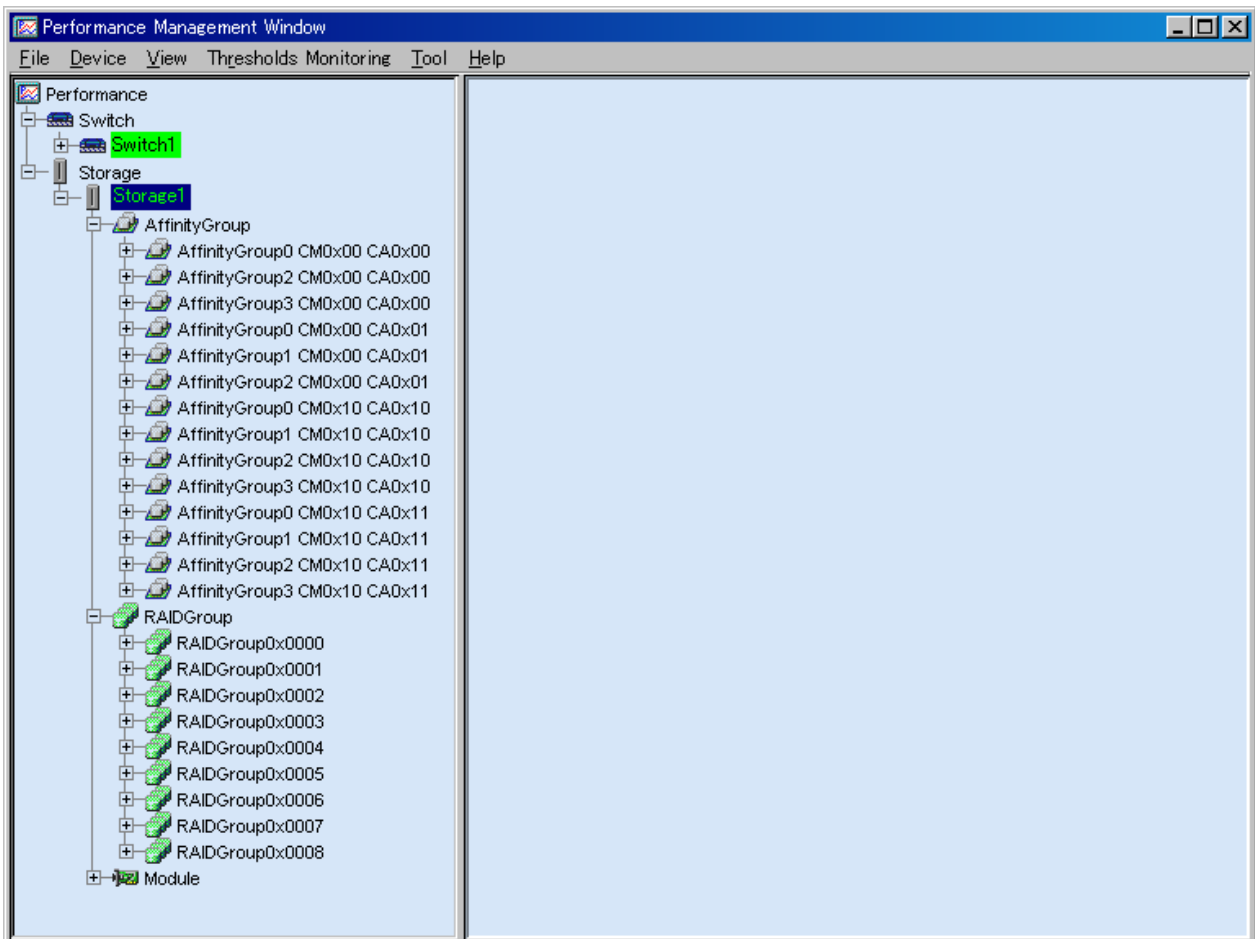 Performance Management Window
File Device View Thresholds Monitoring Tool Help
Performance
Switch
Switch1
Storage
Storage1
AffinityGroup
AffinityGroup0 CM0x00 CA0x00
AffinityGroup2 CM0x00 CA0x00
AffinityGroup3 CM0x00 CA0x00
AffinityGroup0 CM0x00 CA0x01
AffinityGroup1 CM0x00 CA0x01
AffinityGroup2 CM0x00 CA0x01
AffinityGroup0 CM0x10 CA0x10
AffinityGroup1 CM0x10 CA0x10
AffinityGroup2 CM0x10 CA0x10
AffinityGroup3 CM0x10 CA0x10
AffinityGroup0 CM0x10 CA0x11
AffinityGroup1 CM0x10 CA0x11
AffinityGroup2 CM0x10 CA0x11
AffinityGroup3 CM0x10 CA0x11
RAIDGroup
RAIDGroup0x0000
RAIDGroup0x0001
RAIDGroup0x0002
RAIDGroup0x0003
RAIDGroup0x0004
RAIDGroup0x0005
RAIDGroup0x0006
RAIDGroup0x0007
RAIDGroup0x0008
Module